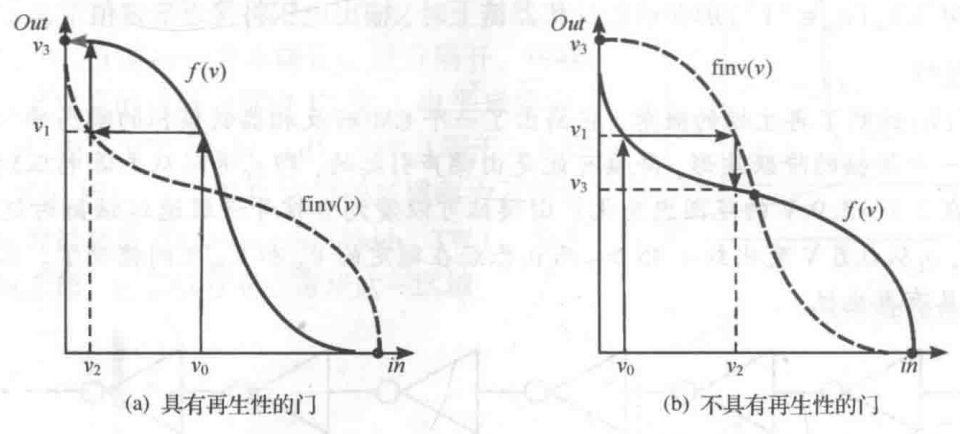 Out
v₃
f(v)
v₁
finv(v)
v₂
v₀
in
(a) 具有再生性的门
Out
v₃
finv(v)
v₁
v₃
f(v)
v₀
v₂
in
(b) 不具有再生性的门